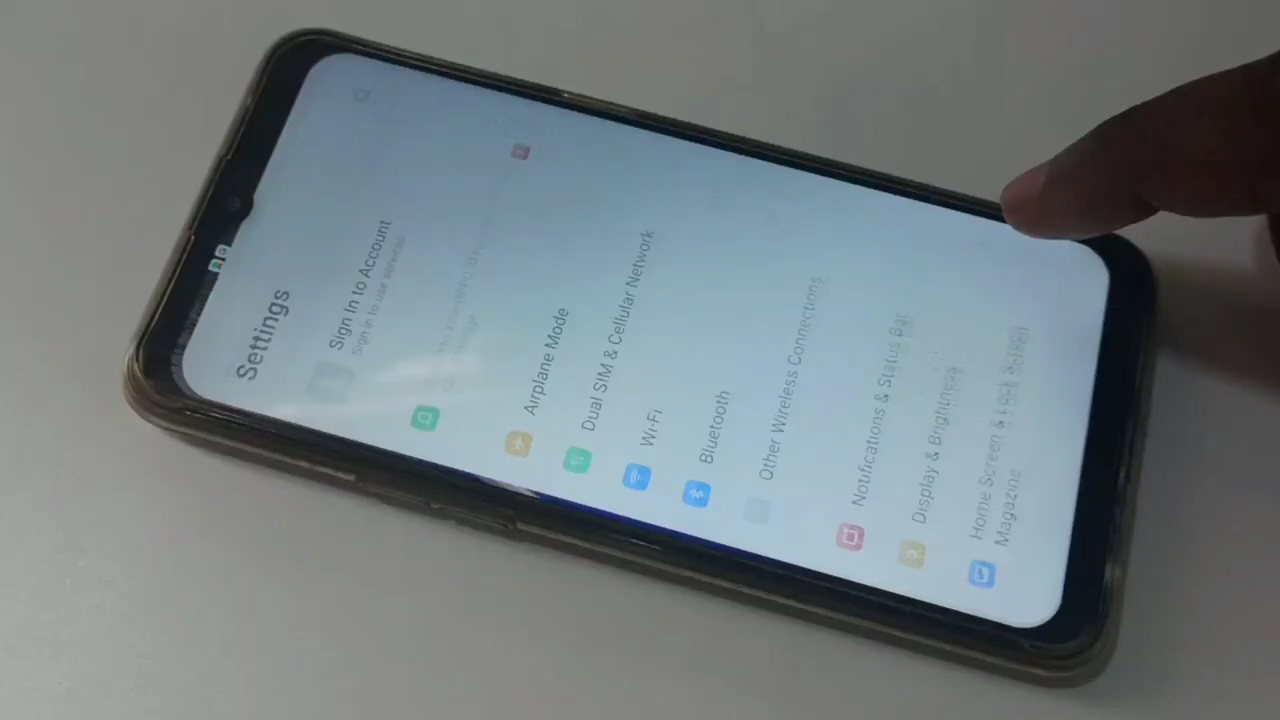 Settings
Sign In to Account
Sign in to use services
Airplane Mode
Dual SIM & Cellular Network
Wi-Fi
Bluetooth
Other Wireless Connections
Notifications & Status Bar
Display & Brightness
Home Screen & Lock Screen
Magazine